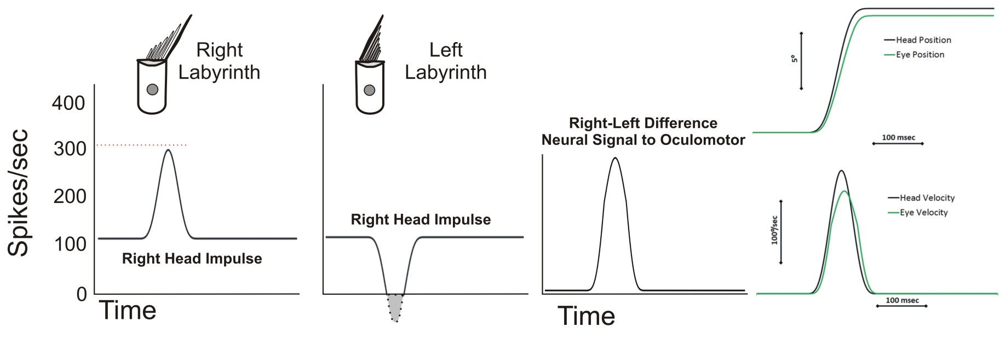 Right
Labyrinth
Spikes/sec
400
300
200
100
0
Right Head Impulse
Time
Left
Labyrinth
Right Head Impulse
Right-Left Difference
Neural Signal to Oculomotor
Time
Head Position
Eye Position
5º
100 msec
Head Velocity
Eye Velocity
100º/sec
100 msec